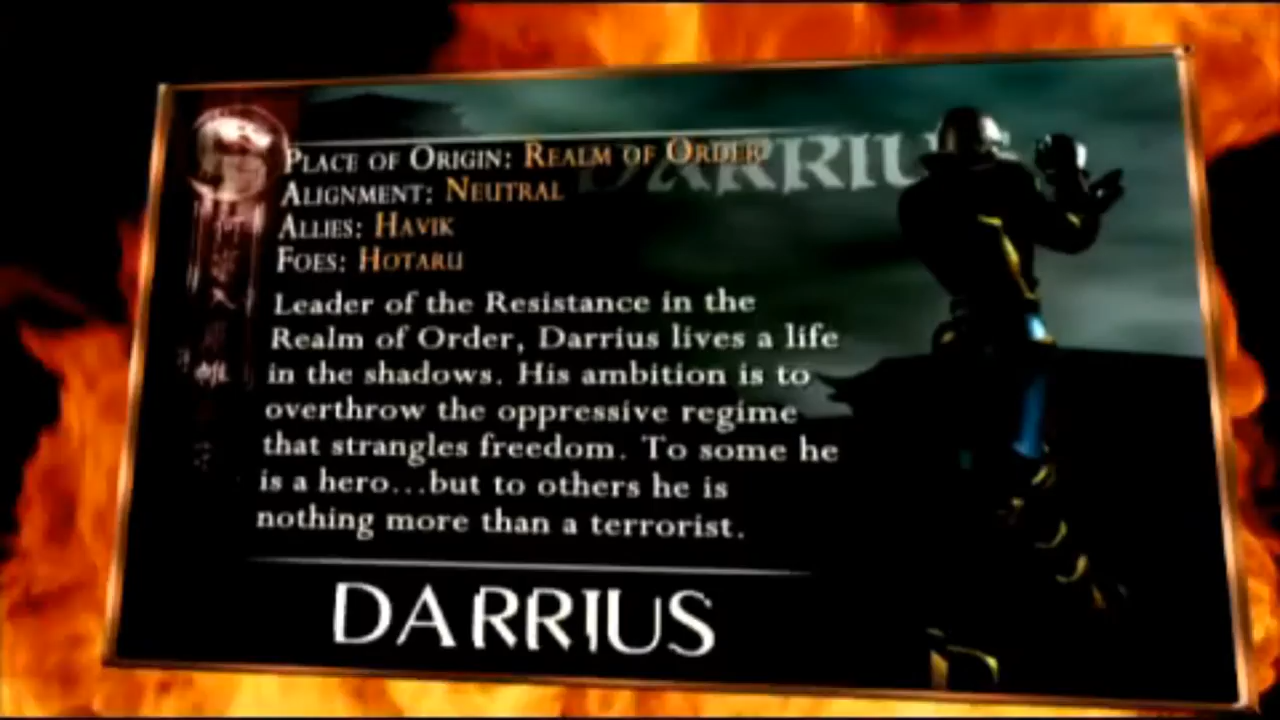 DARRIUS
PLACE OF ORIGIN: REALM OF ORDER
ALIGNMENT: NEUTRAL
ALLIES: HAVIK
FOES: HOTARU
Leader of the Resistance in the
Realm of Order, Darrius lives a life
in the shadows. His ambition is to
overthrow the oppressive regime
that strangles freedom. To some he
is a hero...but to others he is
nothing more than a terrorist.
DARRIUS